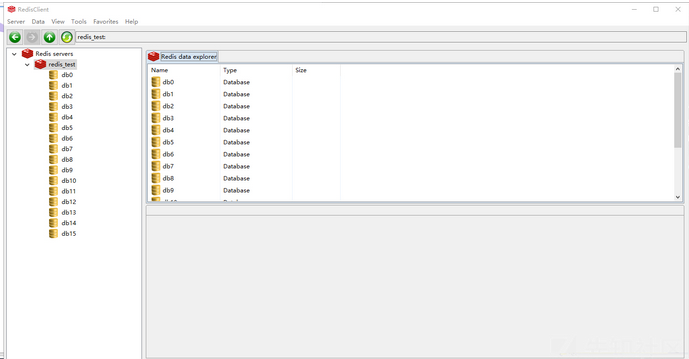 RedisClient
Server Data View Tools Favorites Help
redis_test:
Redis servers
redis_test
db0
db1
db2
db3
db4
db5
db6
db7
db8
db9
db10
db11
db12
db13
db14
db15
Redis data explorer
Name Type Size
db0 Database
db1 Database
db2 Database
db3 Database
db4 Database
db5 Database
db6 Database
db7 Database
db8 Database
db9 Database